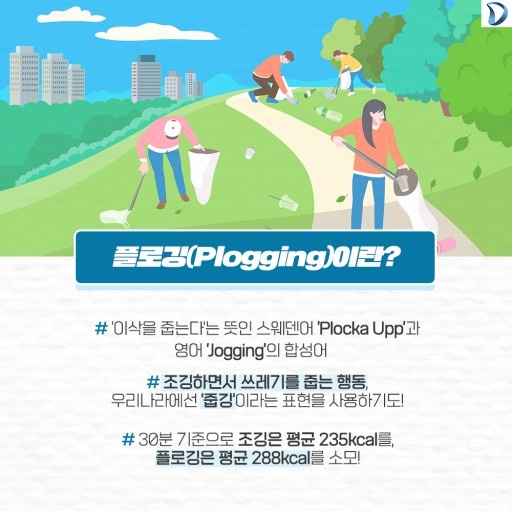 플로깅(Plogging)이란?
# '이삭을 줍는다'는 뜻인 스웨덴어 'Plocka Upp'과
영어 'Jogging'의 합성어
# 조깅하면서 쓰레기를 줍는 행동,
우리나라에선 '줍깅'이라는 표현을 사용하기도!
# 30분 기준으로 조깅은 평균 235kcal를,
플로깅은 평균 288kcal를 소모!